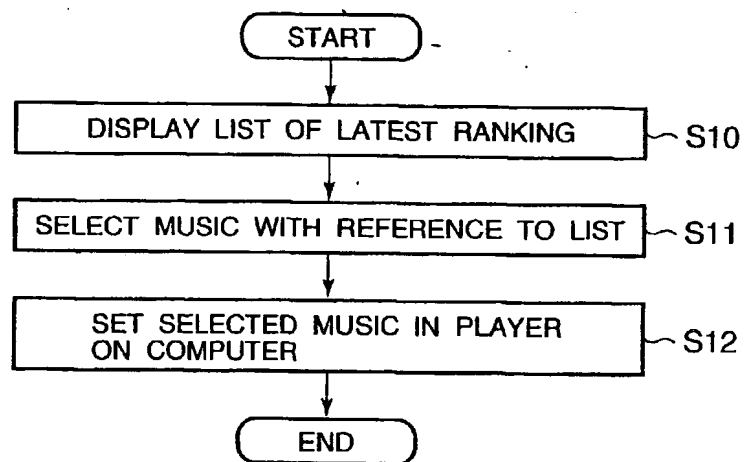 START
DISPLAY LIST OF LATEST RANKING
S10
SELECT MUSIC WITH REFERENCE TO LIST
S11
SET SELECTED MUSIC IN PLAYER
ON COMPUTER
S12
END